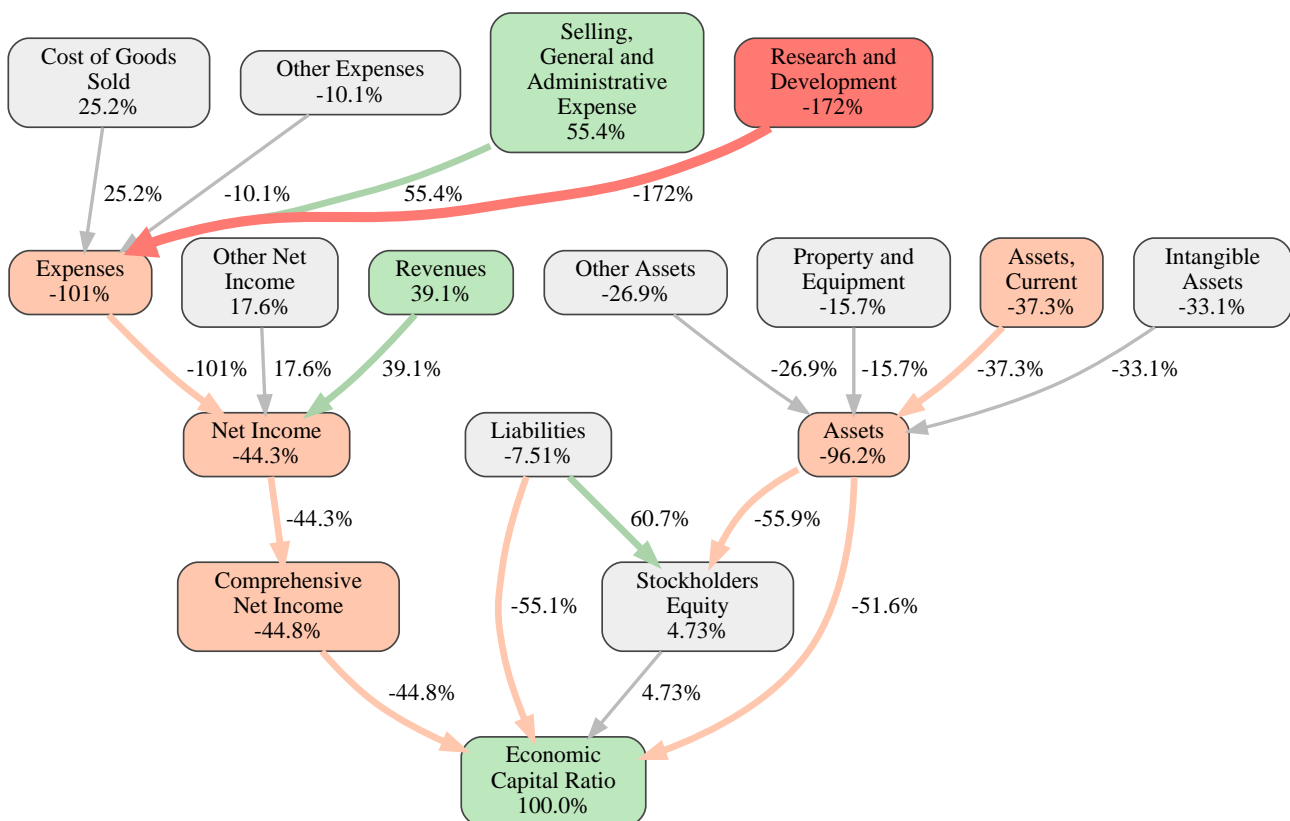 Cost of Goods
Sold
25.2%
Other Expenses
-10.1%
Selling,
General and
Administrative
Expense
55.4%
Research and
Development
-172%
25.2%
-10.1%
55.4%
-172%
Expenses
-101%
Other Net
Income
17.6%
Revenues
39.1%
Other Assets
-26.9%
Property and
Equipment
-15.7%
Assets,
Current
-37.3%
Intangible
Assets
-33.1%
-101%
17.6%
39.1%
-26.9%
-15.7%
-37.3%
-33.1%
Net Income
-44.3%
Liabilities
-7.51%
Assets
-96.2%
-44.3%
60.7%
-55.9%
Comprehensive
Net Income
-44.8%
-55.1%
Stockholders
Equity
4.73%
-51.6%
-44.8%
4.73%
Economic
Capital Ratio
100.0%